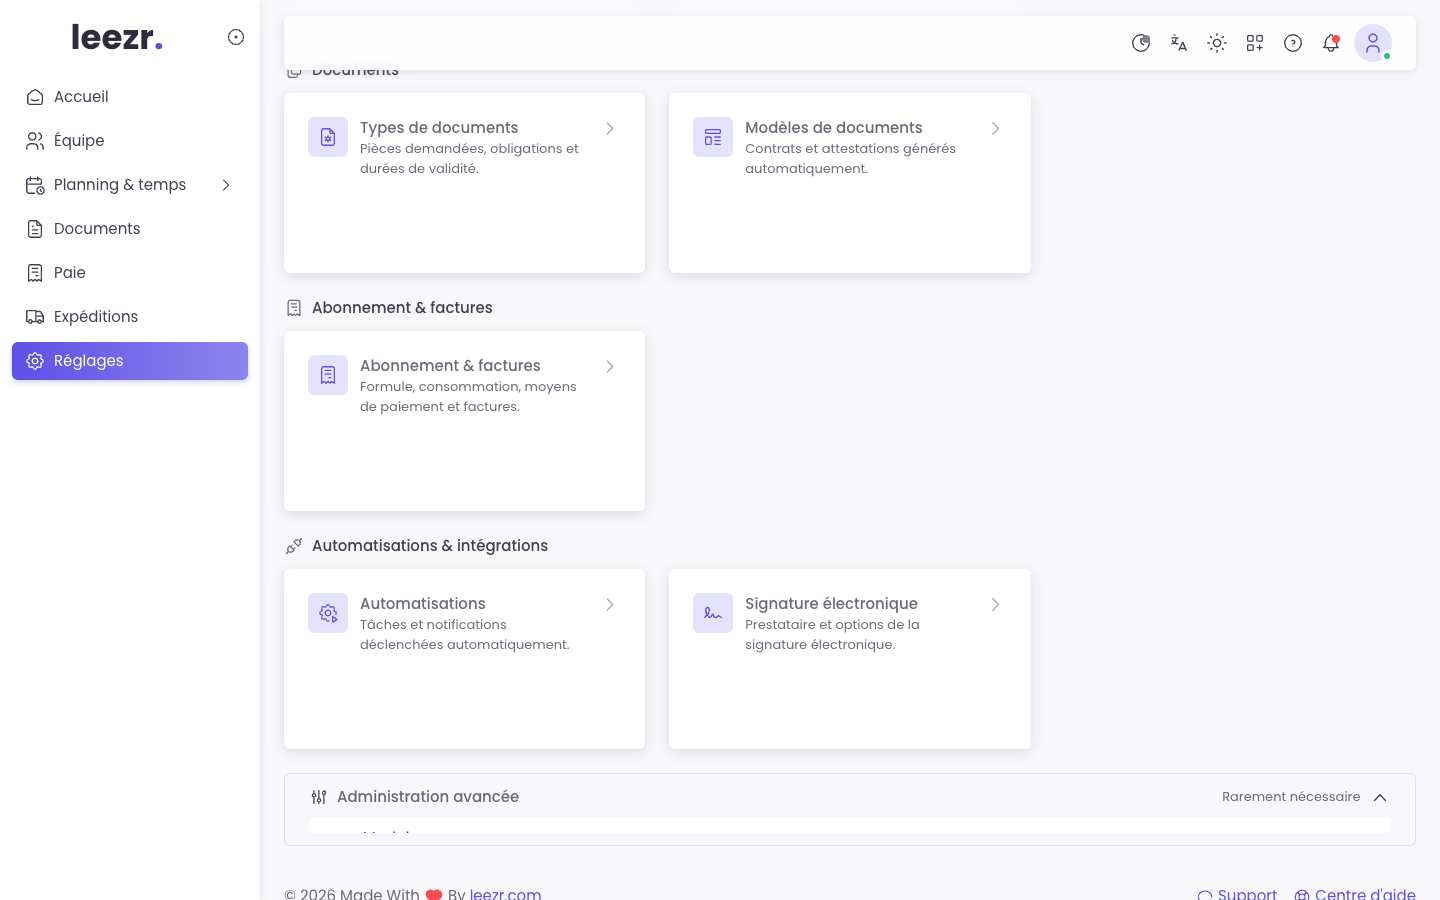 leezr.
Accueil
Équipe
Planning & temps
Documents
Paie
Expéditions
Réglages
Documents
Types de documents
Pièces demandées, obligations et
durées de validité.
Modèles de documents
Contrats et attestations générés
automatiquement.
Abonnement & factures
Abonnement & factures
Formule, consommation, moyens
de paiement et factures.
Automatisations & intégrations
Automatisations
Tâches et notifications
déclenchées automatiquement.
Signature électronique
Prestataire et options de la
signature électronique.
Administration avancée
Rarement nécessaire
© 2026 Made With By leezr.com
Support
Centre d'aide